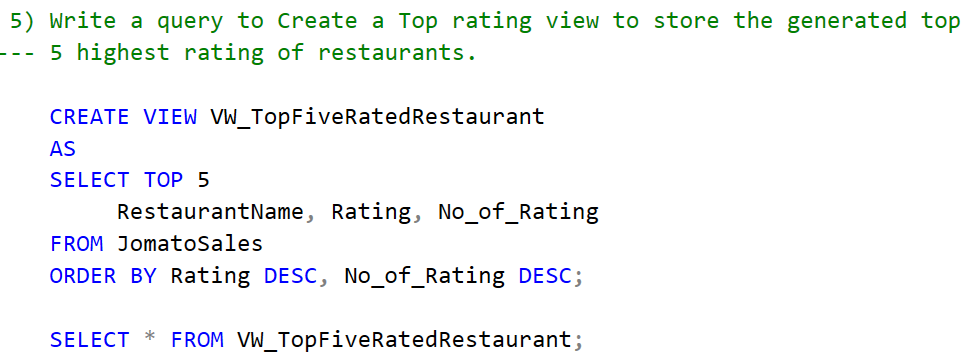 5) Write a query to Create a Top rating view to store the generated top
--- 5 highest rating of restaurants.
CREATE VIEW VW_TopFiveRatedRestaurant
AS
SELECT TOP 5
RestaurantName, Rating, No_of_Rating
FROM JomatoSales
ORDER BY Rating DESC, No_of_Rating DESC;
SELECT * FROM VW_TopFiveRatedRestaurant;